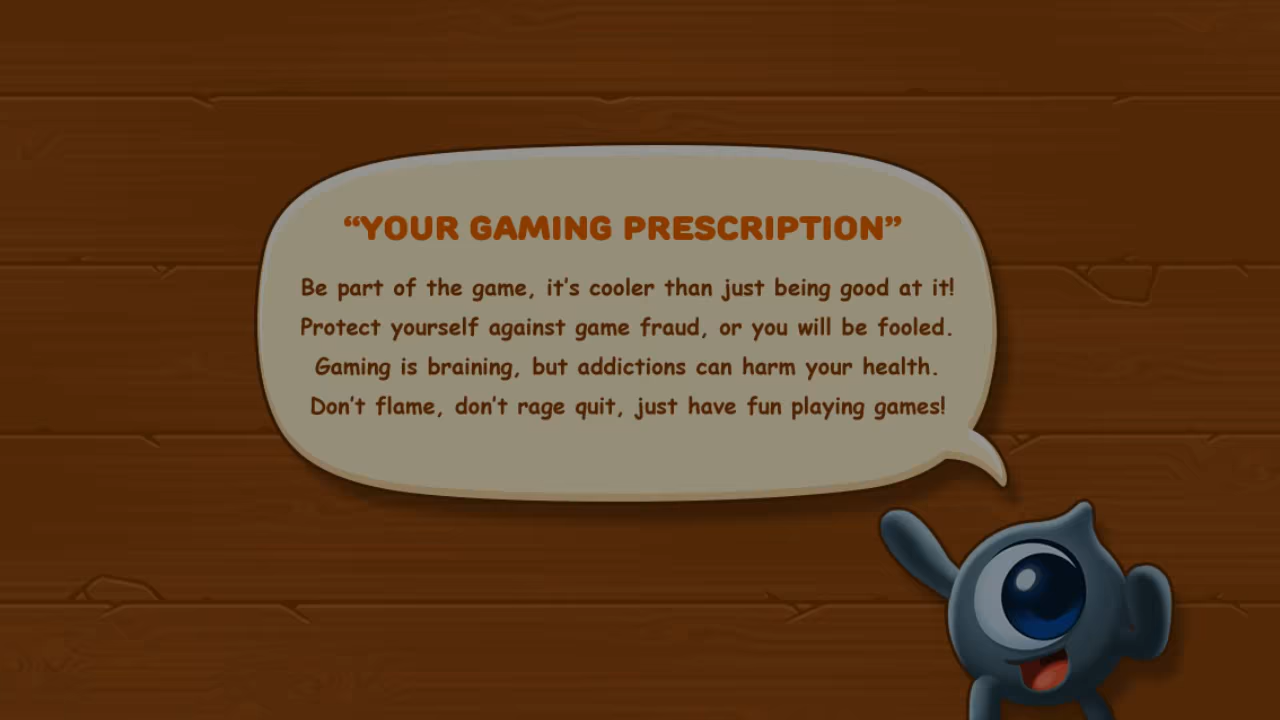 “YOUR GAMING PRESCRIPTION”
Be part of the game, it's cooler than just being good at it!
Protect yourself against game fraud, or you will be fooled.
Gaming is braining, but addictions can harm your health.
Don't flame, don't rage quit, just have fun playing games!